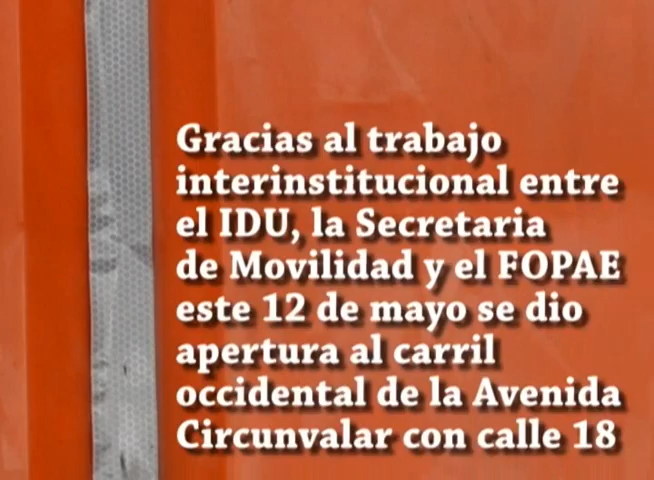 Gracias al trabajo
interinstitucional entre
el IDU, la Secretaria
de Movilidad y el FOPAE
este 12 de mayo se dio
apertura al carril
occidental de la Avenida
Circunvalar con calle 18